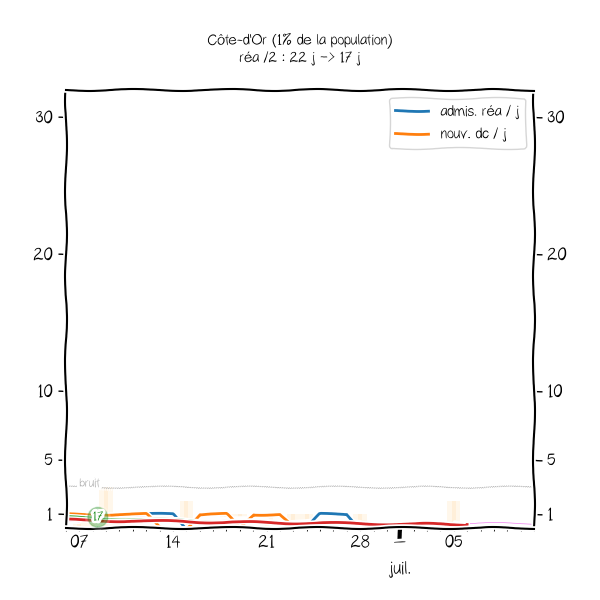 Côte-d'Or (1% de la population)
réa /2 : 22 j -> 17 j
admis. réa / j
nouv. dc / j
30 30
20 20
10 10
5 5
bruit
17
1 1
07 14 21 28 1 05
juil.